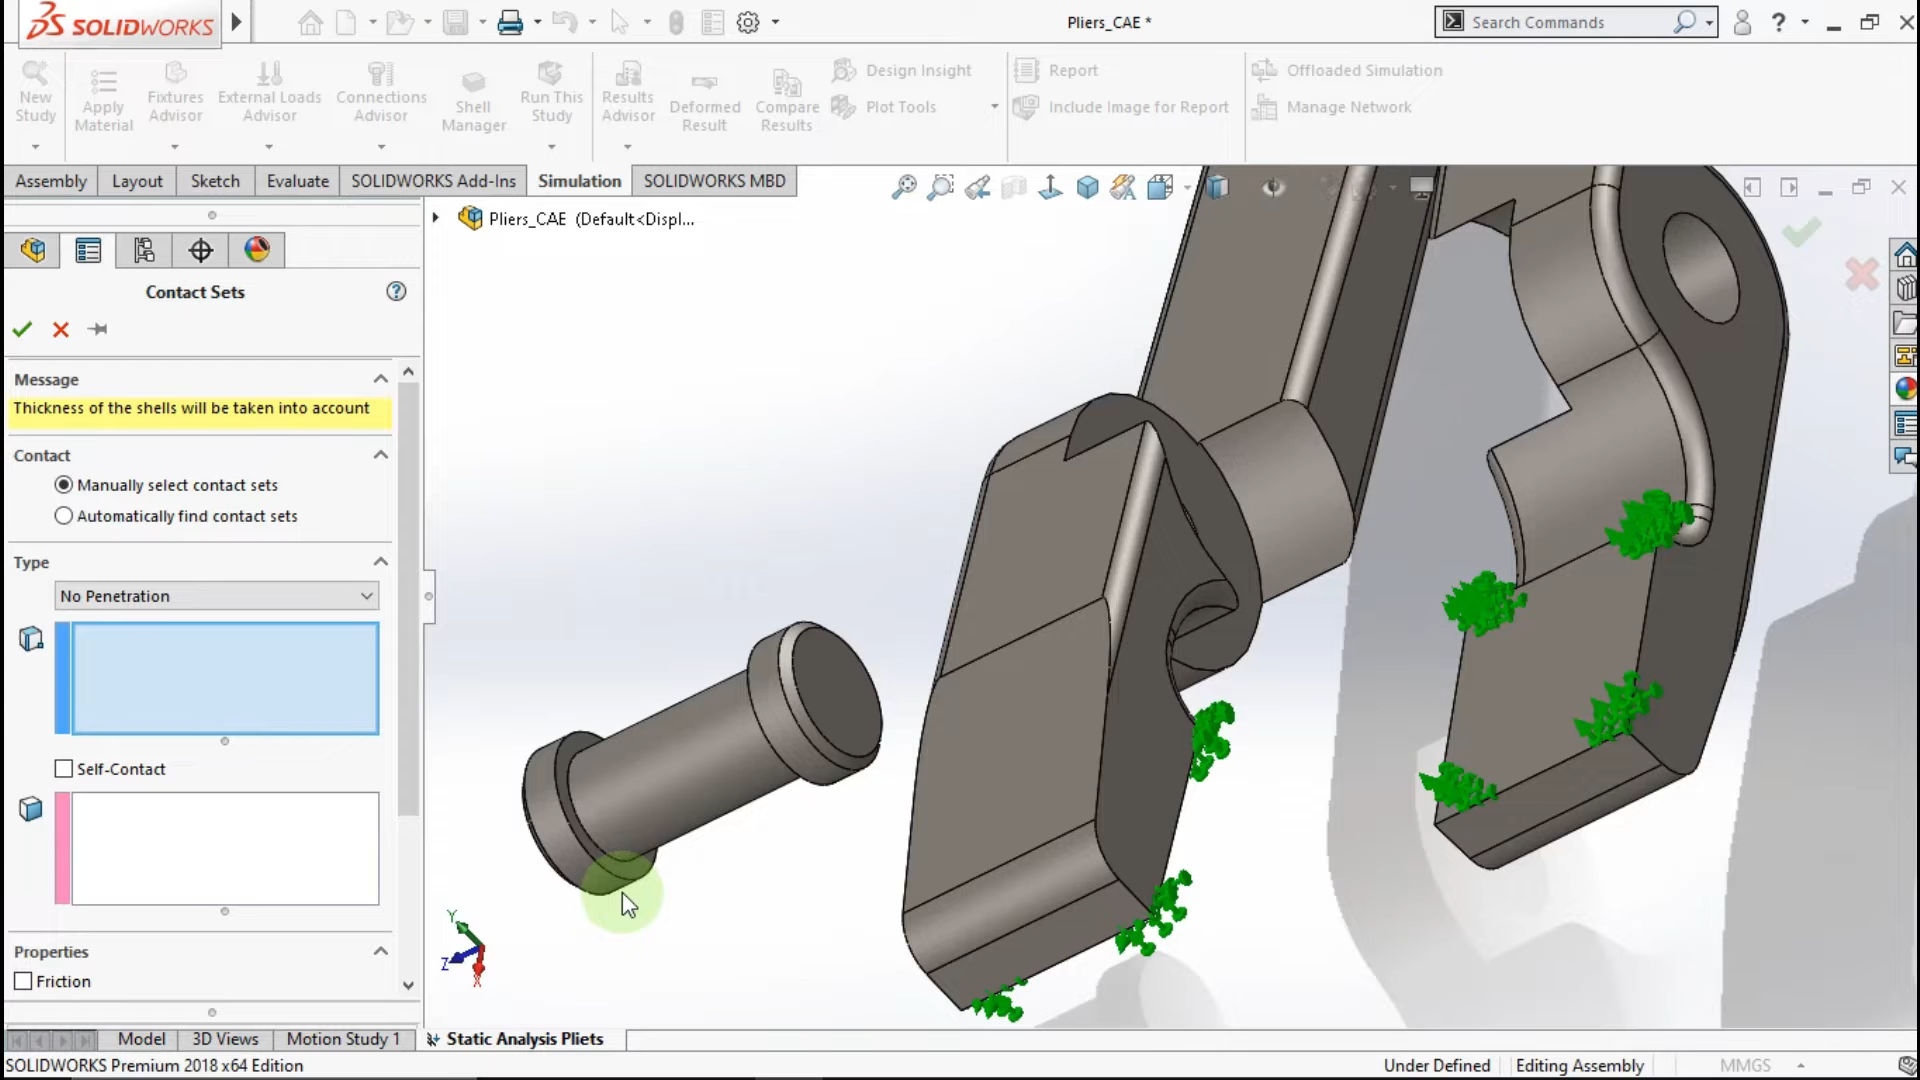 SOLIDWORKS
Pliers_CAE *
Search Commands
?
New Study
Apply Material
Fixtures Advisor
External Loads Advisor
Connections Advisor
Shell Manager
Run This Study
Results Advisor
Deformed Result
Compare Results
Design Insight
Plot Tools
Report
Include Image for Report
Offloaded Simulation
Manage Network
Assembly
Layout
Sketch
Evaluate
SOLIDWORKS Add-Ins
Simulation
SOLIDWORKS MBD
Pliers_CAE (Default<Displ...
Contact Sets
?
Message
Thickness of the shells will be taken into account
Contact
Manually select contact sets
Automatically find contact sets
Type
No Penetration
Self-Contact
Properties
Friction
Y
Z
X
Model
3D Views
Motion Study 1
Static Analysis Pliets
SOLIDWORKS Premium 2018 x64 Edition
Under Defined
Editing Assembly
MMGS